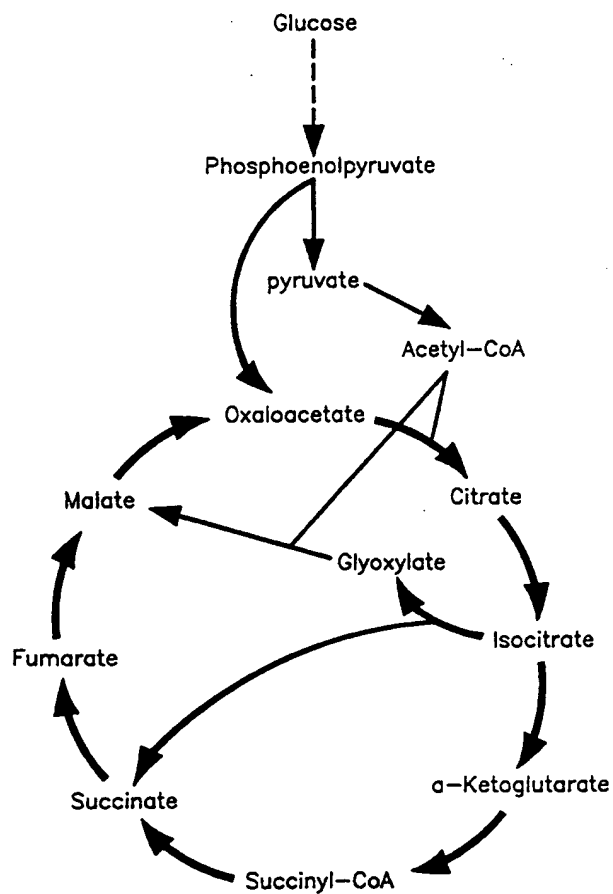 Glucose
Phosphoenolpyruvate
pyruvate
Acetyl-CoA
Oxaloacetate
Malate
Citrate
Glyoxylate
Isocitrate
Fumarate
a-Ketoglutarate
Succinate
Succinyl-CoA